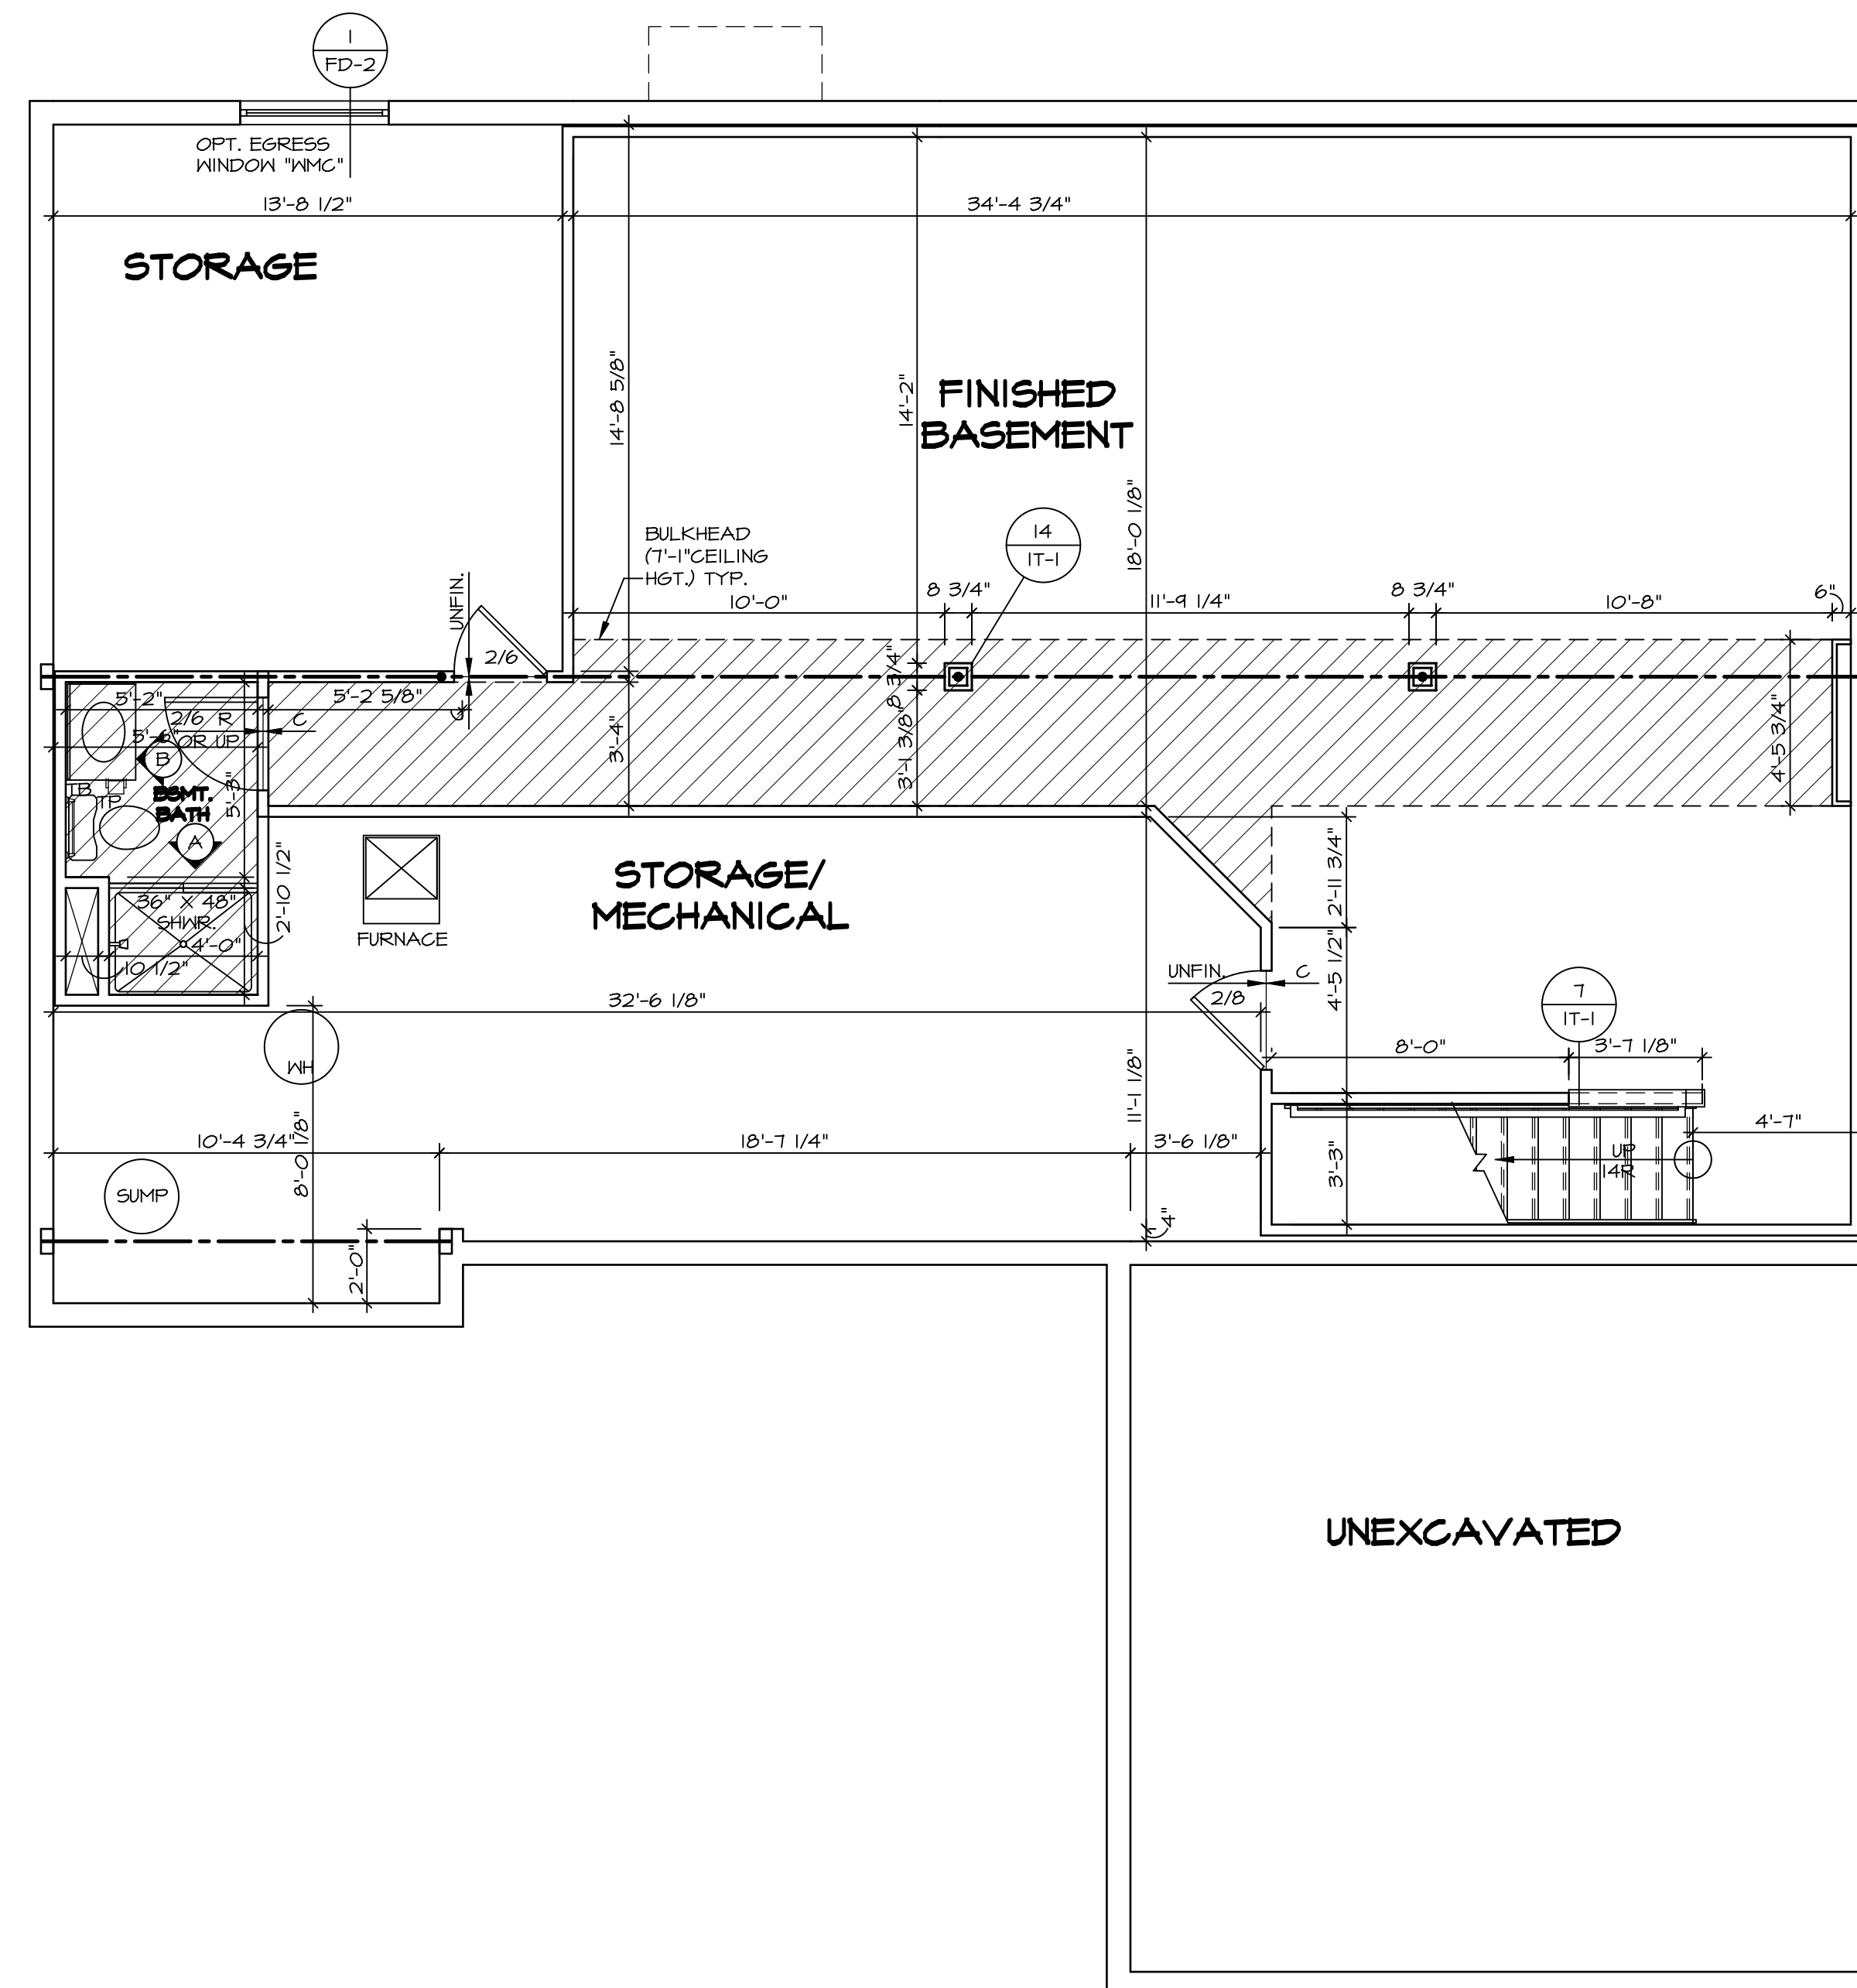 1
FD-2
OPT. EGRESS
WINDOW "WMC"
13'-8 1/2"
34'-4 3/4"
STORAGE
14'-8 5/8"
14'-2"
FINISHED
BASEMENT
18'-0 1/8"
BULKHEAD
(7'-1"CEILING
HGT.) TYP.
14
IT-1
UNFIN.
2/6
C
10'-0"
8 3/4"
11'-9 1/4"
8 3/4"
10'-8"
6"
8 3/4"
5'-2"
5'-2 5/8"
2/6 R
C
5'-6"
OR UP
B
3'-4"
3'-1 3/8"
4'-5 3/4"
TB
TP
BSMT.
BATH
5'-3"
A
2'-10 1/2"
36" X 48"
SHWR.
4'-0"
10 1/2"
FURNACE
STORAGE/
MECHANICAL
2'-11 3/4"
4'-5 1/2"
UNFIN.
C
2/8
32'-6 1/8"
WH
7
IT-1
8'-0"
3'-7 1/8"
11'-1 1/8"
10'-4 3/4"
18'-7 1/4"
3'-6 1/8"
4'-7"
8'-0 1/8"
3'-3"
UP
14R
SUMP
4"
2'-0"
UNEXCAVATED